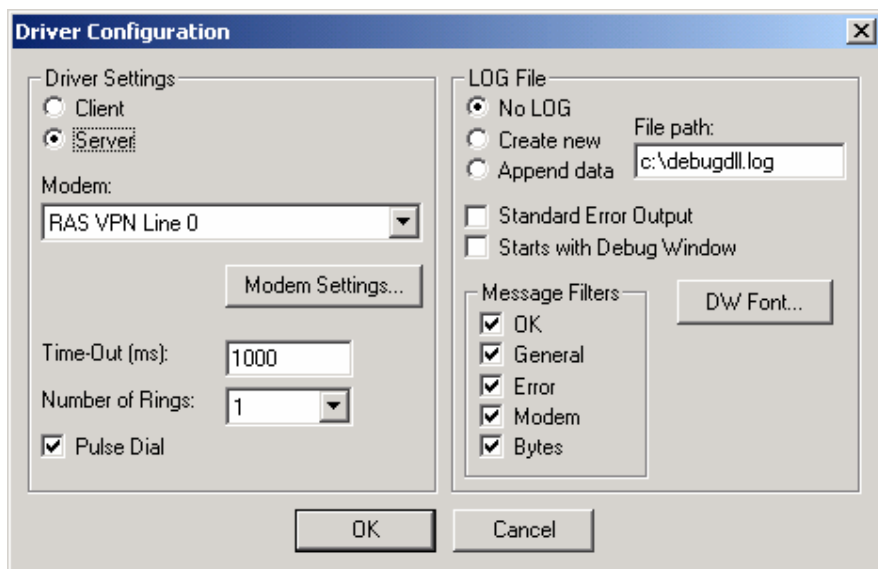 Driver Configuration
Driver Settings
Client
Server
Modem:
RAS VPN Line 0
Modem Settings...
Time-Out (ms):
1000
Number of Rings:
1
Pulse Dial
LOG File
No LOG
Create new
Append data
File path:
c:\debugdll.log
Standard Error Output
Starts with Debug Window
Message Filters
OK
General
Error
Modem
Bytes
DW Font...
OK
Cancel